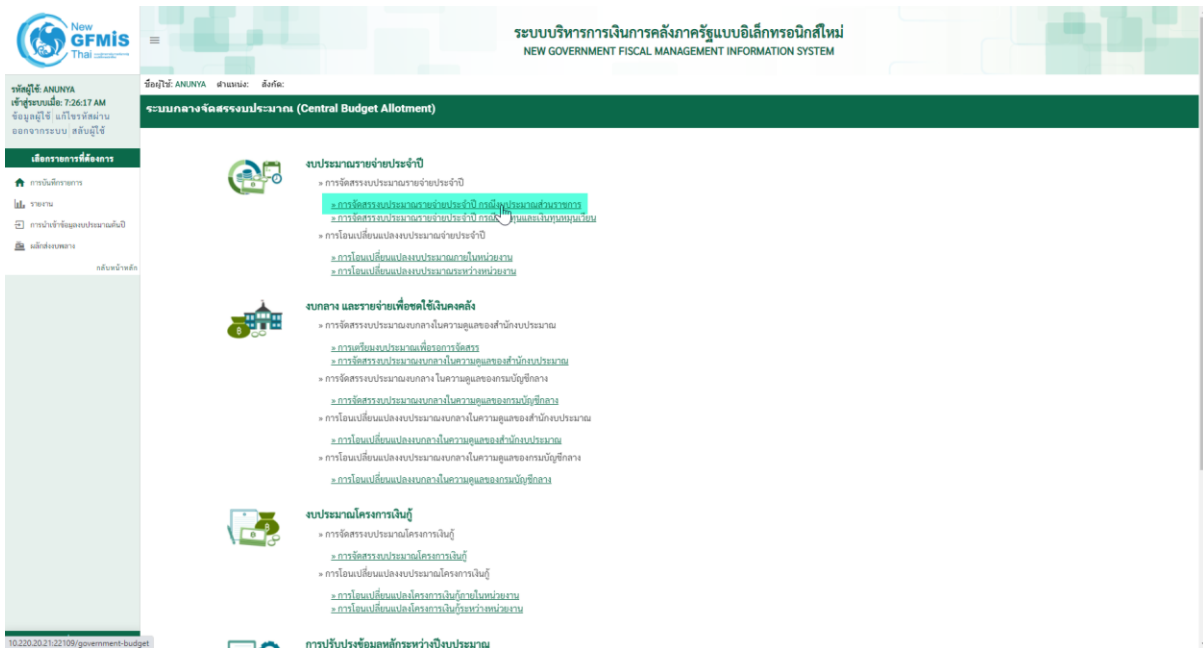 New
GFMiS
Thai
ระบบบริหารการเงินการคลังภาครัฐแบบอิเล็กทรอนิกส์ใหม่
NEW GOVERNMENT FISCAL MANAGEMENT INFORMATION SYSTEM
ชื่อผู้ใช้: ANUNYA ตำแหน่ง: สังกัด:
รหัสผู้ใช้: ANUNYA
เข้าสู่ระบบเมื่อ: 7:26:17 AM
ข้อมูลผู้ใช้ แก้ไขรหัสผ่าน
ออกจากระบบ สลับผู้ใช้
ระบบกลางจัดสรรงบประมาณ (Central Budget Allotment)
เลือกรายการที่ต้องการ
การบันทึกรายการ
รายงาน
การนำเข้าข้อมูลงบประมาณต้นปี
ผลักส่งงบพลาง
กลับหน้าหลัก
งบประมาณรายจ่ายประจำปี
» การจัดสรรงบประมาณรายจ่ายประจำปี
» การจัดสรรงบประมาณรายจ่ายประจำปี กรณีงบประมาณส่วนราชการ
» การจัดสรรงบประมาณรายจ่ายประจำปี กรณีทุนและเงินทุนหมุนเวียน
» การโอนเปลี่ยนแปลงงบประมาณจ่ายประจำปี
» การโอนเปลี่ยนแปลงงบประมาณภายในหน่วยงาน
» การโอนเปลี่ยนแปลงงบประมาณระหว่างหน่วยงาน
งบกลาง และรายจ่ายเพื่อชดใช้เงินคงคลัง
» การจัดสรรงบประมาณงบกลางในความดูแลของสำนักงบประมาณ
» การเตรียมงบประมาณเพื่อรอการจัดสรร
» การจัดสรรงบประมาณงบกลางในความดูแลของสำนักงบประมาณ
» การจัดสรรงบประมาณงบกลาง ในความดูแลของกรมบัญชีกลาง
» การจัดสรรงบประมาณงบกลางในความดูแลของกรมบัญชีกลาง
» การโอนเปลี่ยนแปลงงบประมาณงบกลางในความดูแลของสำนักงบประมาณ
» การโอนเปลี่ยนแปลงงบกลางในความดูแลของสำนักงบประมาณ
» การโอนเปลี่ยนแปลงงบประมาณงบกลางในความดูแลของกรมบัญชีกลาง
» การโอนเปลี่ยนแปลงงบกลางในความดูแลของกรมบัญชีกลาง
งบประมาณโครงการเงินกู้
» การจัดสรรงบประมาณโครงการเงินกู้
» การจัดสรรงบประมาณโครงการเงินกู้
» การโอนเปลี่ยนแปลงงบประมาณโครงการเงินกู้
» การโอนเปลี่ยนแปลงโครงการเงินกู้ภายในหน่วยงาน
» การโอนเปลี่ยนแปลงโครงการเงินกู้ระหว่างหน่วยงาน
การปรับปรุงข้อมูลหลักระหว่างปีงบประมาณ
10.220.20.21:22109/government-budget